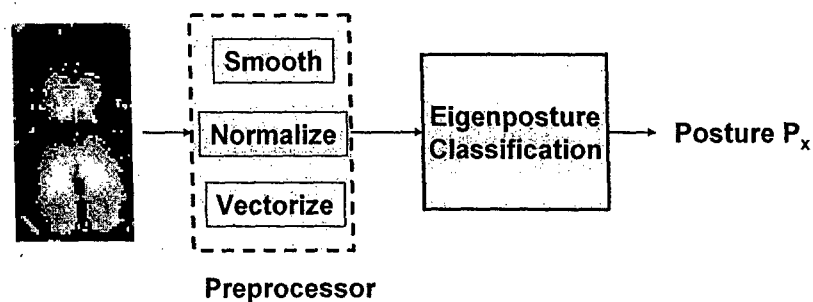 Smooth
Normalize
Vectorize
Preprocessor
Eigenposture
Classification
Posture Pₓ